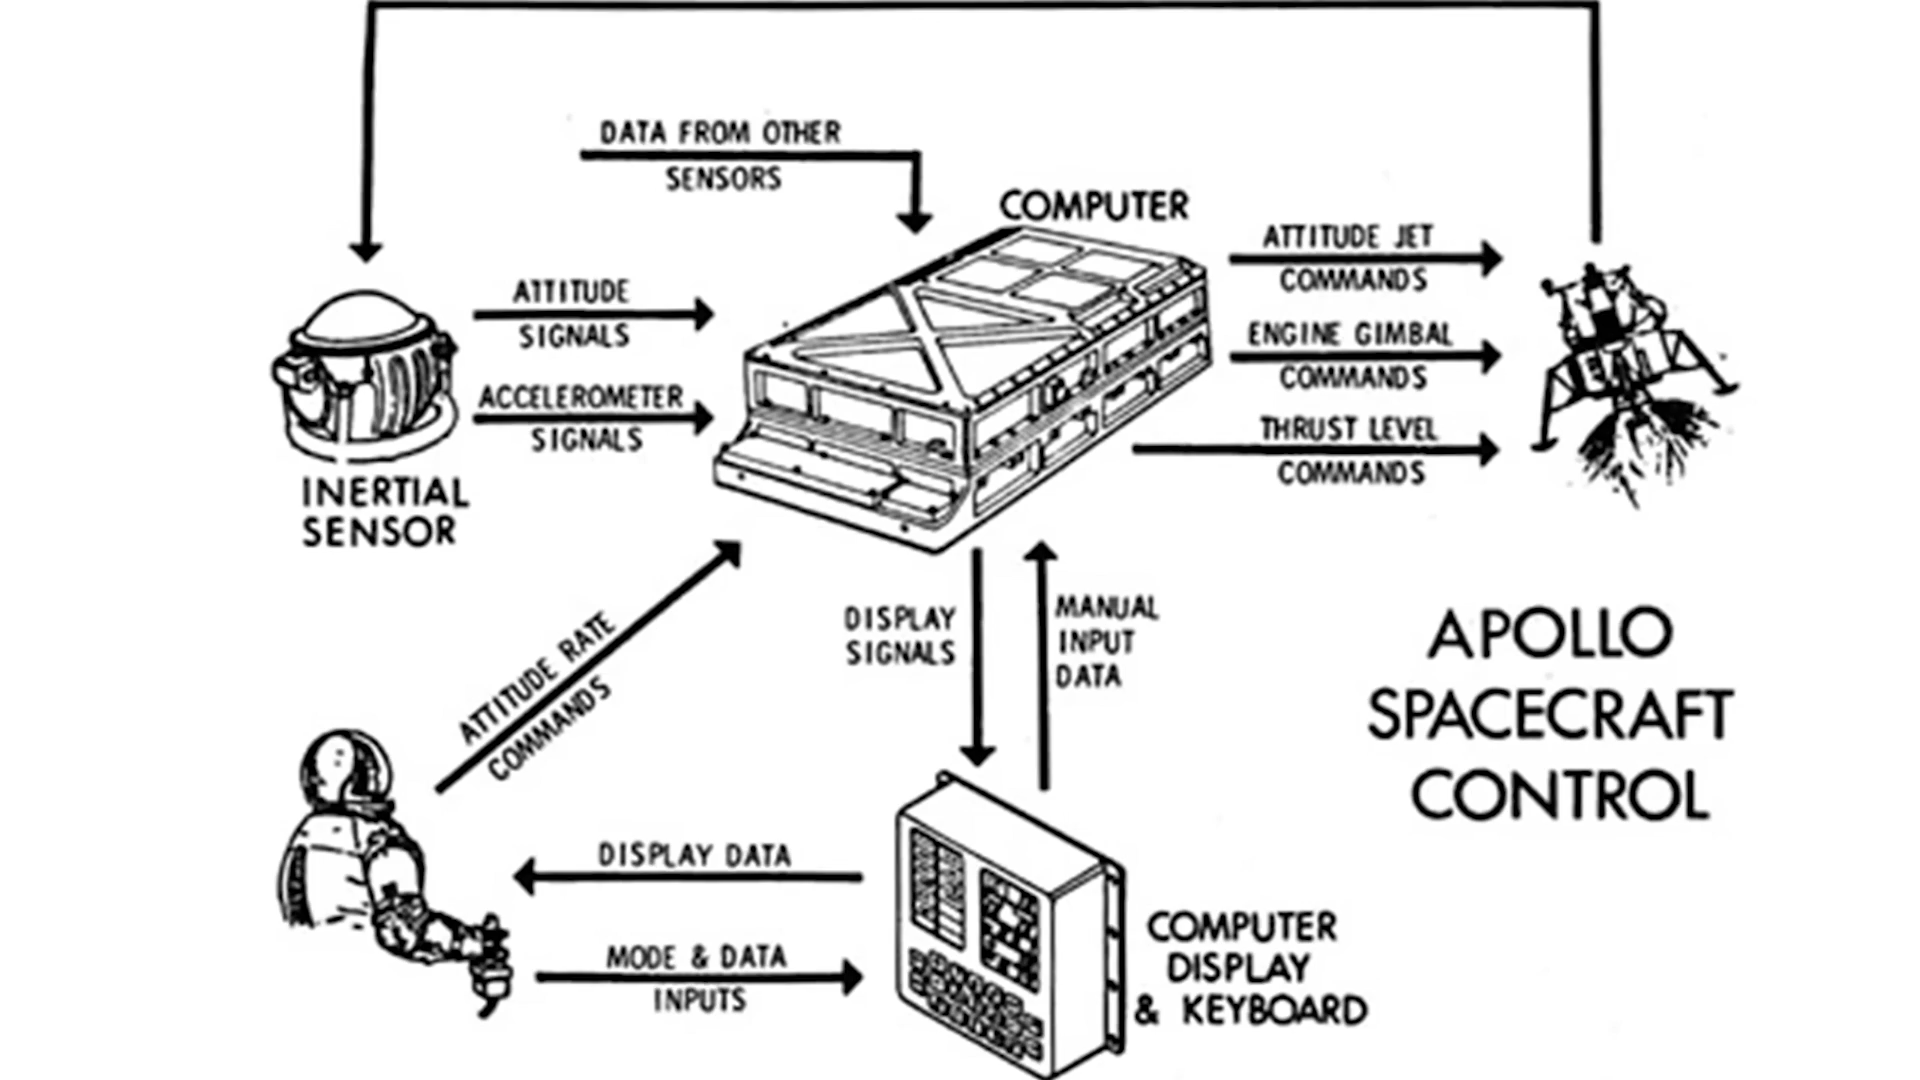 DATA FROM OTHER
SENSORS
COMPUTER
ATTITUDE JET
COMMANDS
ATTITUDE
SIGNALS
ENGINE GIMBAL
COMMANDS
ACCELEROMETER
SIGNALS
THRUST LEVEL
COMMANDS
INERTIAL
SENSOR
ATTITUDE RATE
COMMANDS
DISPLAY
SIGNALS
MANUAL
INPUT
DATA
APOLLO
SPACECRAFT
CONTROL
DISPLAY DATA
MODE & DATA
INPUTS
COMPUTER
DISPLAY
& KEYBOARD